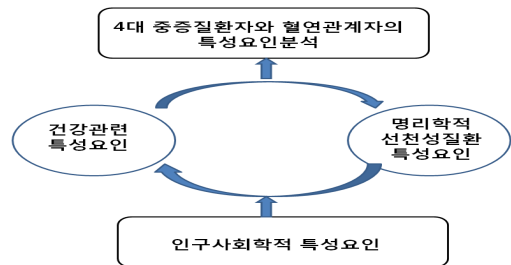 4대 중증질환자와 혈연관계자의
특성요인분석
건강관련
특성요인
명리학적
선천성질환
특성요인
인구사회학적 특성요인